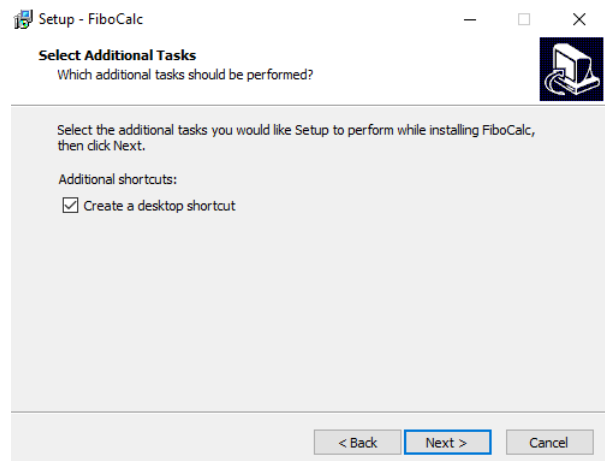 Setup - FiboCalc
Select Additional Tasks
Which additional tasks should be performed?
Select the additional tasks you would like Setup to perform while installing FiboCalc,
then click Next.
Additional shortcuts:
Create a desktop shortcut
< Back
Next >
Cancel